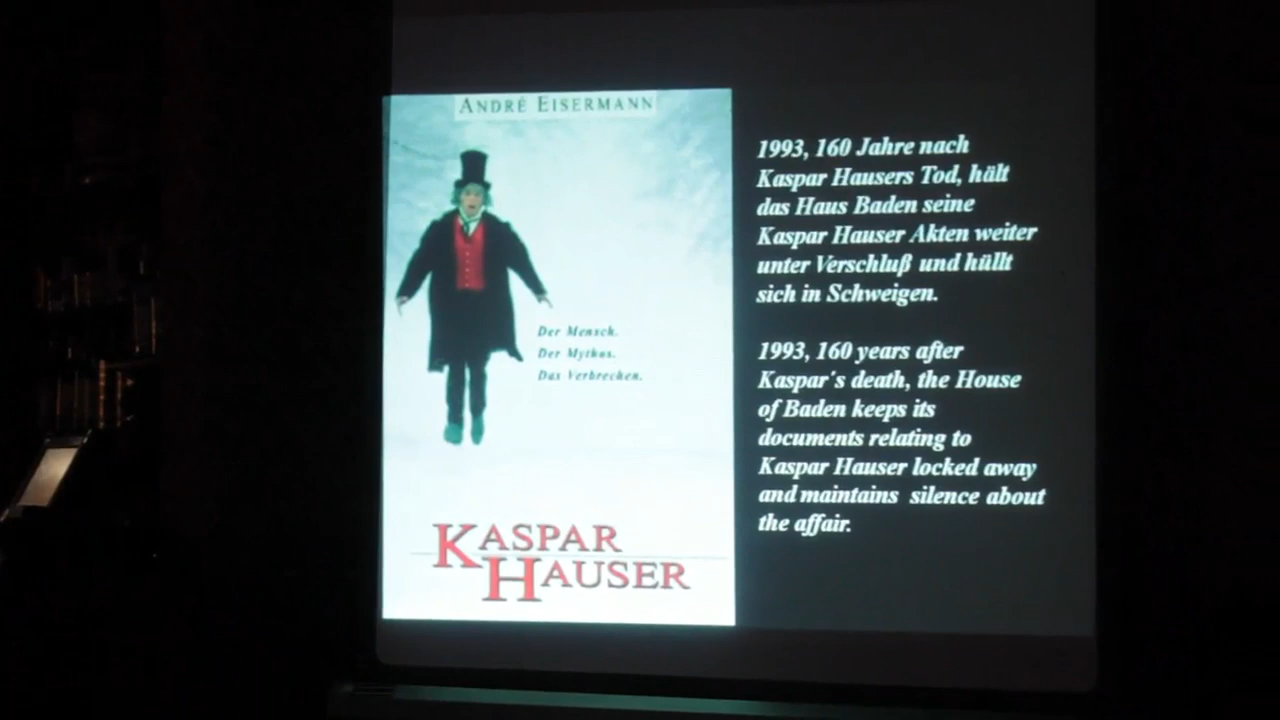 ANDRÉ EISERMANN
Der Mensch.
Der Mythos.
Das Verbrechen.
KASPAR
HAUSER
1993, 160 Jahre nach
Kaspar Hausers Tod, hält
das Haus Baden seine
Kaspar Hauser Akten weiter
unter Verschluß und hüllt
sich in Schweigen.
1993, 160 years after
Kaspar´s death, the House
of Baden keeps its
documents relating to
Kaspar Hauser locked away
and maintains silence about
the affair.